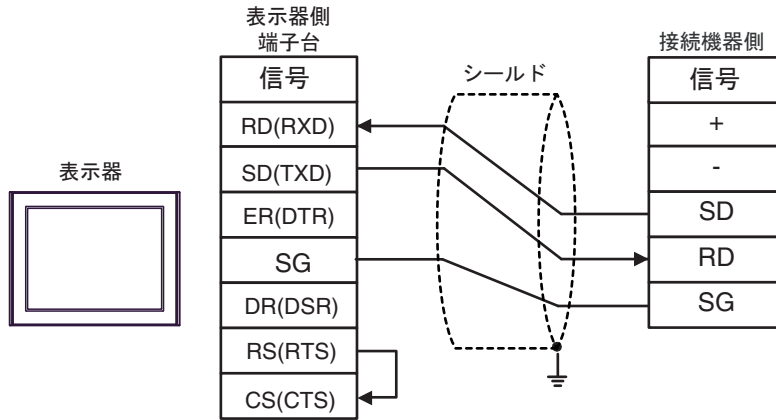 表示器側
端子台
信号
RD(RXD)
SD(TXD)
ER(DTR)
SG
DR(DSR)
RS(RTS)
CS(CTS)
表示器
シールド
接続機器側
信号
+
-
SD
RD
SG